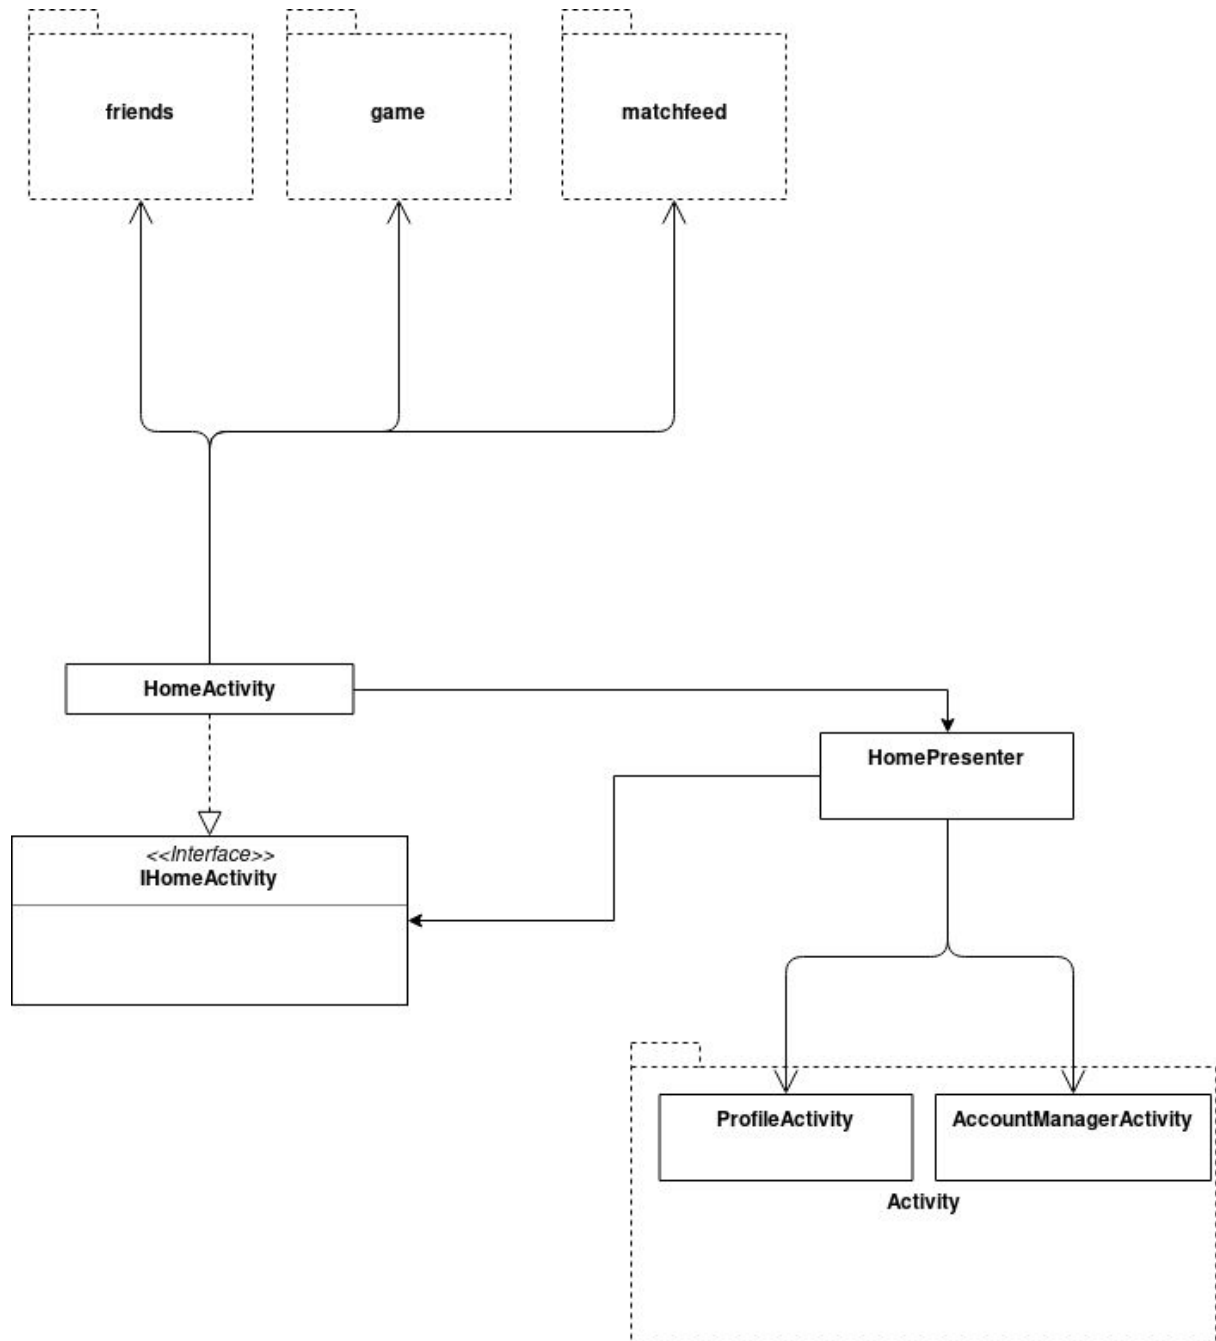 friends
game
matchfeed
HomeActivity
HomePresenter
<<Interface>>
IHomeActivity
ProfileActivity
AccountManagerActivity
Activity